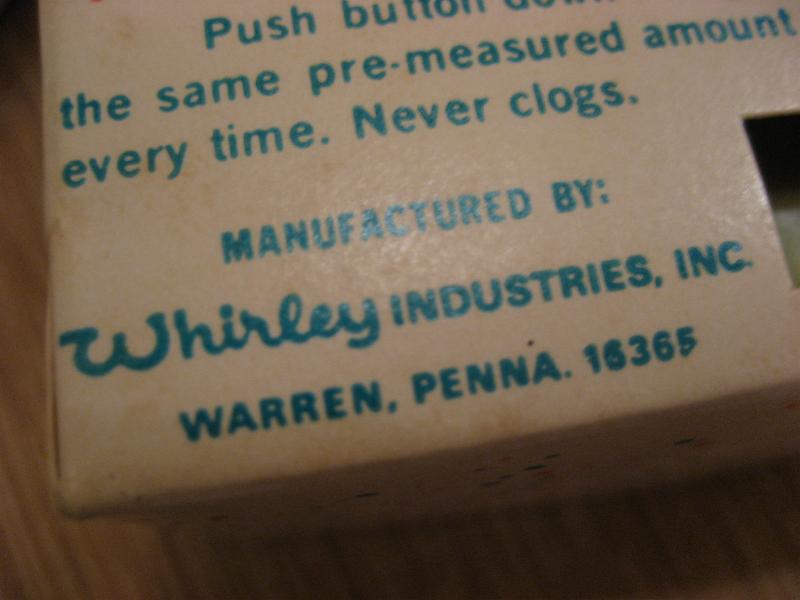 Push button down
the same pre-measured amount
every time. Never clogs.
MANUFACTURED BY:
Whirley INDUSTRIES, INC.
WARREN, PENNA. 16365